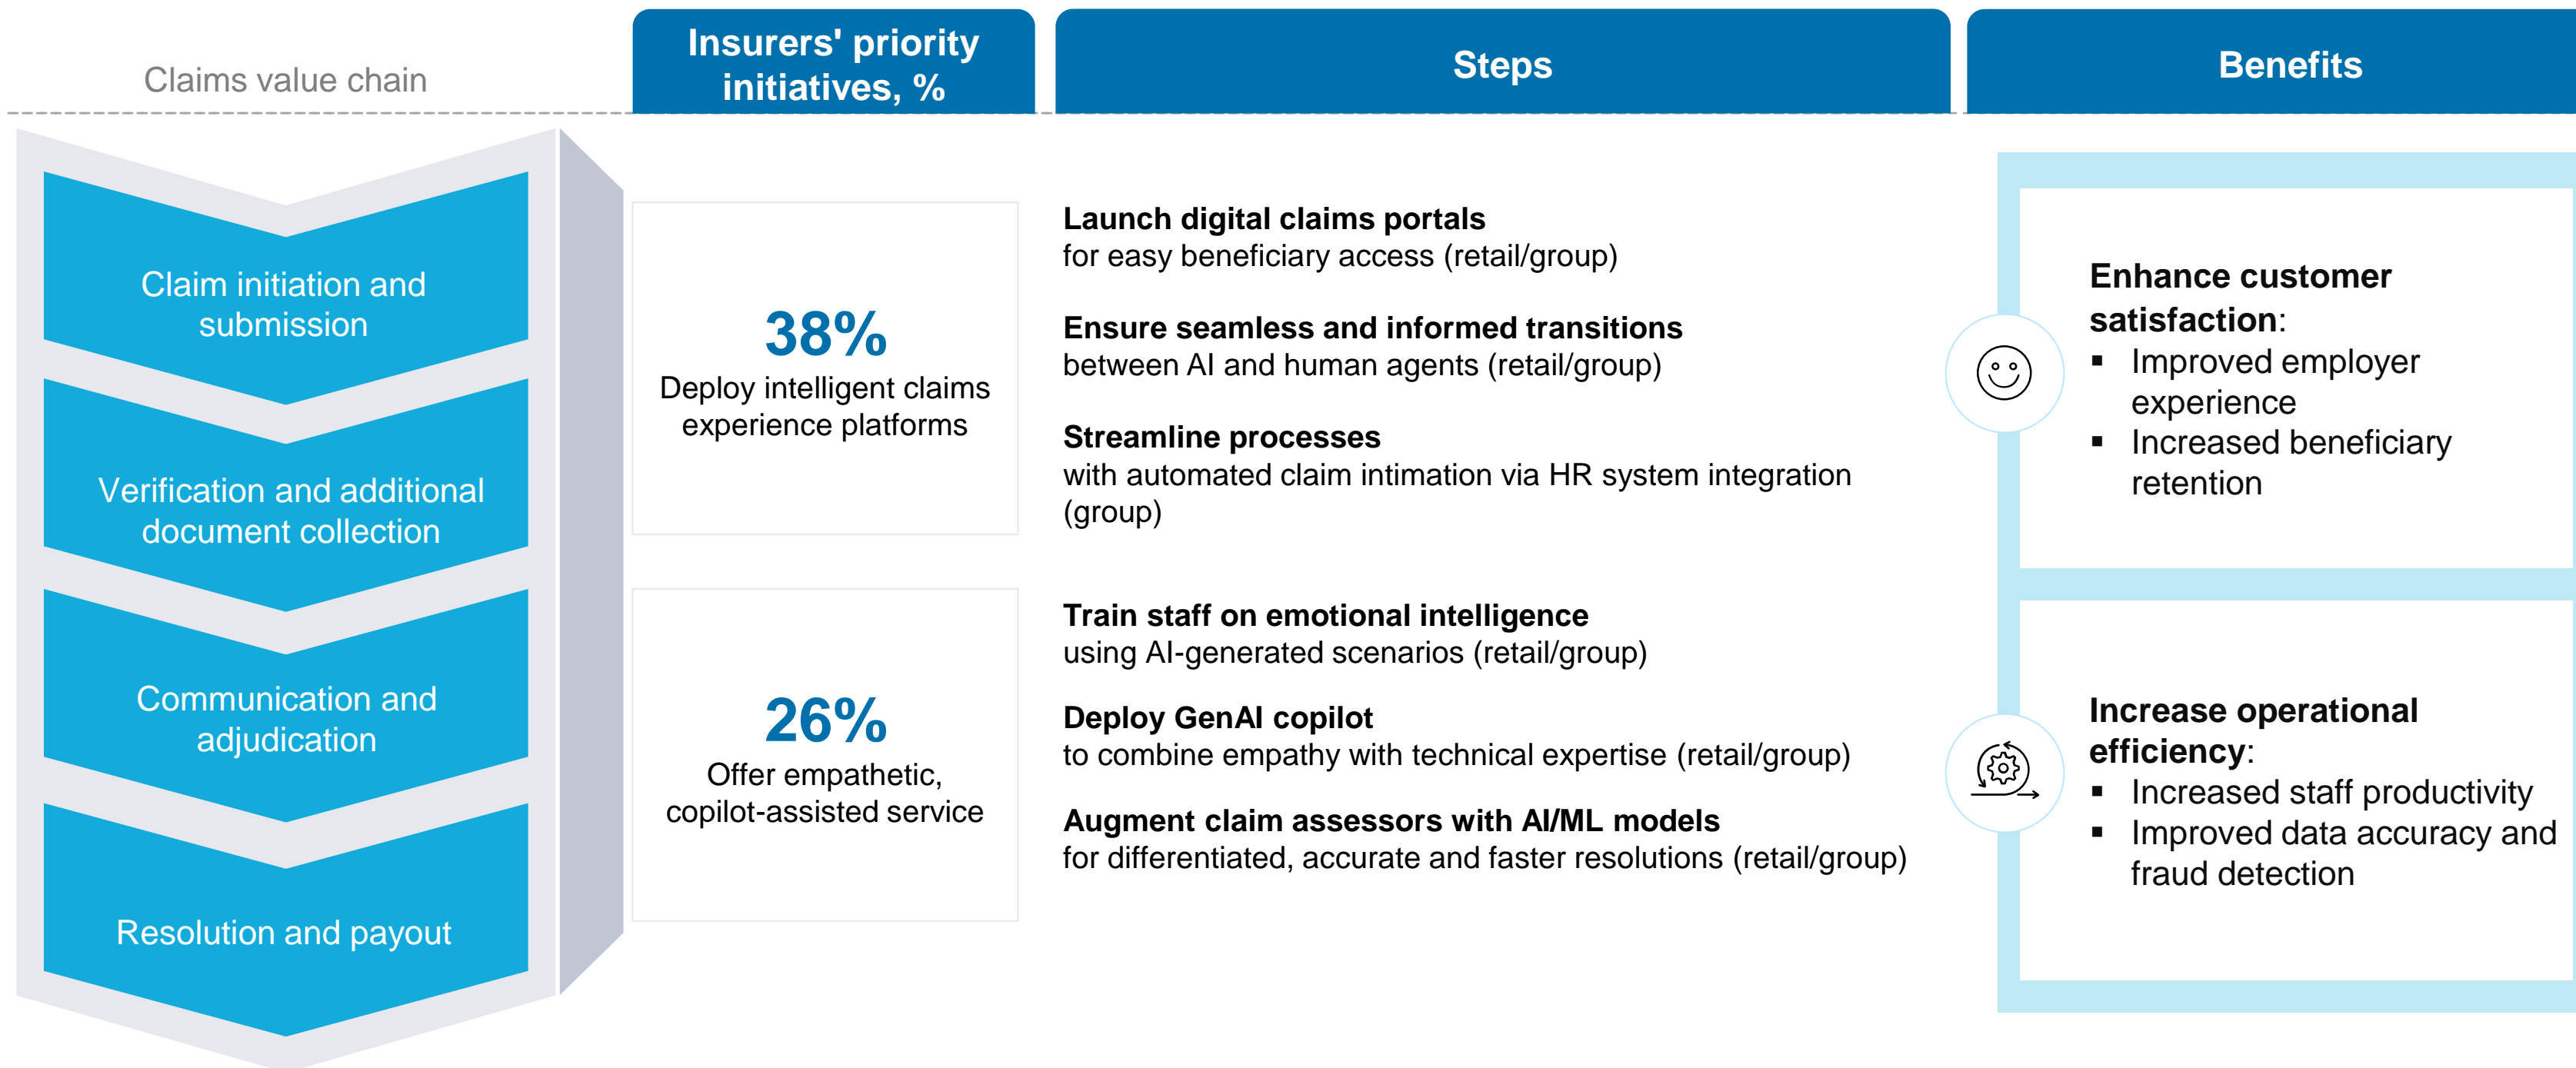 Claims value chain
Insurers' priority
initiatives, %
Steps
Benefits
Claim initiation and
submission
Verification and additional
document collection
Communication and
adjudication
Resolution and payout
38%
Deploy intelligent claims
experience platforms
26%
Offer empathetic,
copilot-assisted service
Launch digital claims portals
for easy beneficiary access (retail/group)
Ensure seamless and informed transitions
between AI and human agents (retail/group)
Streamline processes
with automated claim intimation via HR system integration
(group)
Train staff on emotional intelligence
using AI-generated scenarios (retail/group)
Deploy GenAI copilot
to combine empathy with technical expertise (retail/group)
Augment claim assessors with AI/ML models
for differentiated, accurate and faster resolutions (retail/group)
Enhance customer
satisfaction:
▪ Improved employer
experience
▪ Increased beneficiary
retention
Increase operational
efficiency:
▪ Increased staff productivity
▪ Improved data accuracy and
fraud detection